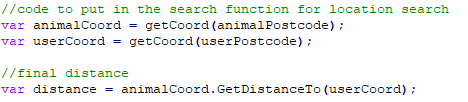 //code to put in the search function for location search
var animalCoord = getCoord(animalPostcode);
var userCoord = getCoord(userPostcode);
//final distance
var distance = animalCoord.GetDistanceTo(userCoord);